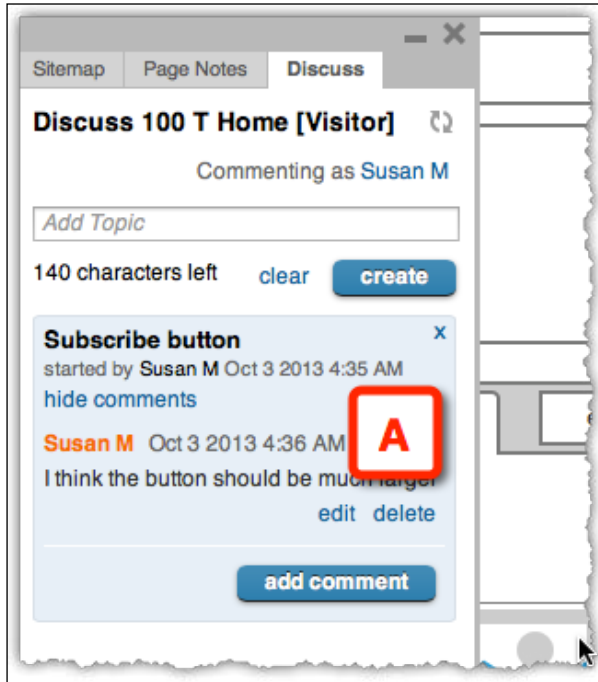 Sitemap Page Notes Discuss
Discuss 100 T Home [Visitor]
Commenting as Susan M
Add Topic
140 characters left clear create
Subscribe button x
started by Susan M Oct 3 2013 4:35 AM
hide comments
A
Susan M Oct 3 2013 4:36 AM
I think the button should be much larger
edit delete
add comment